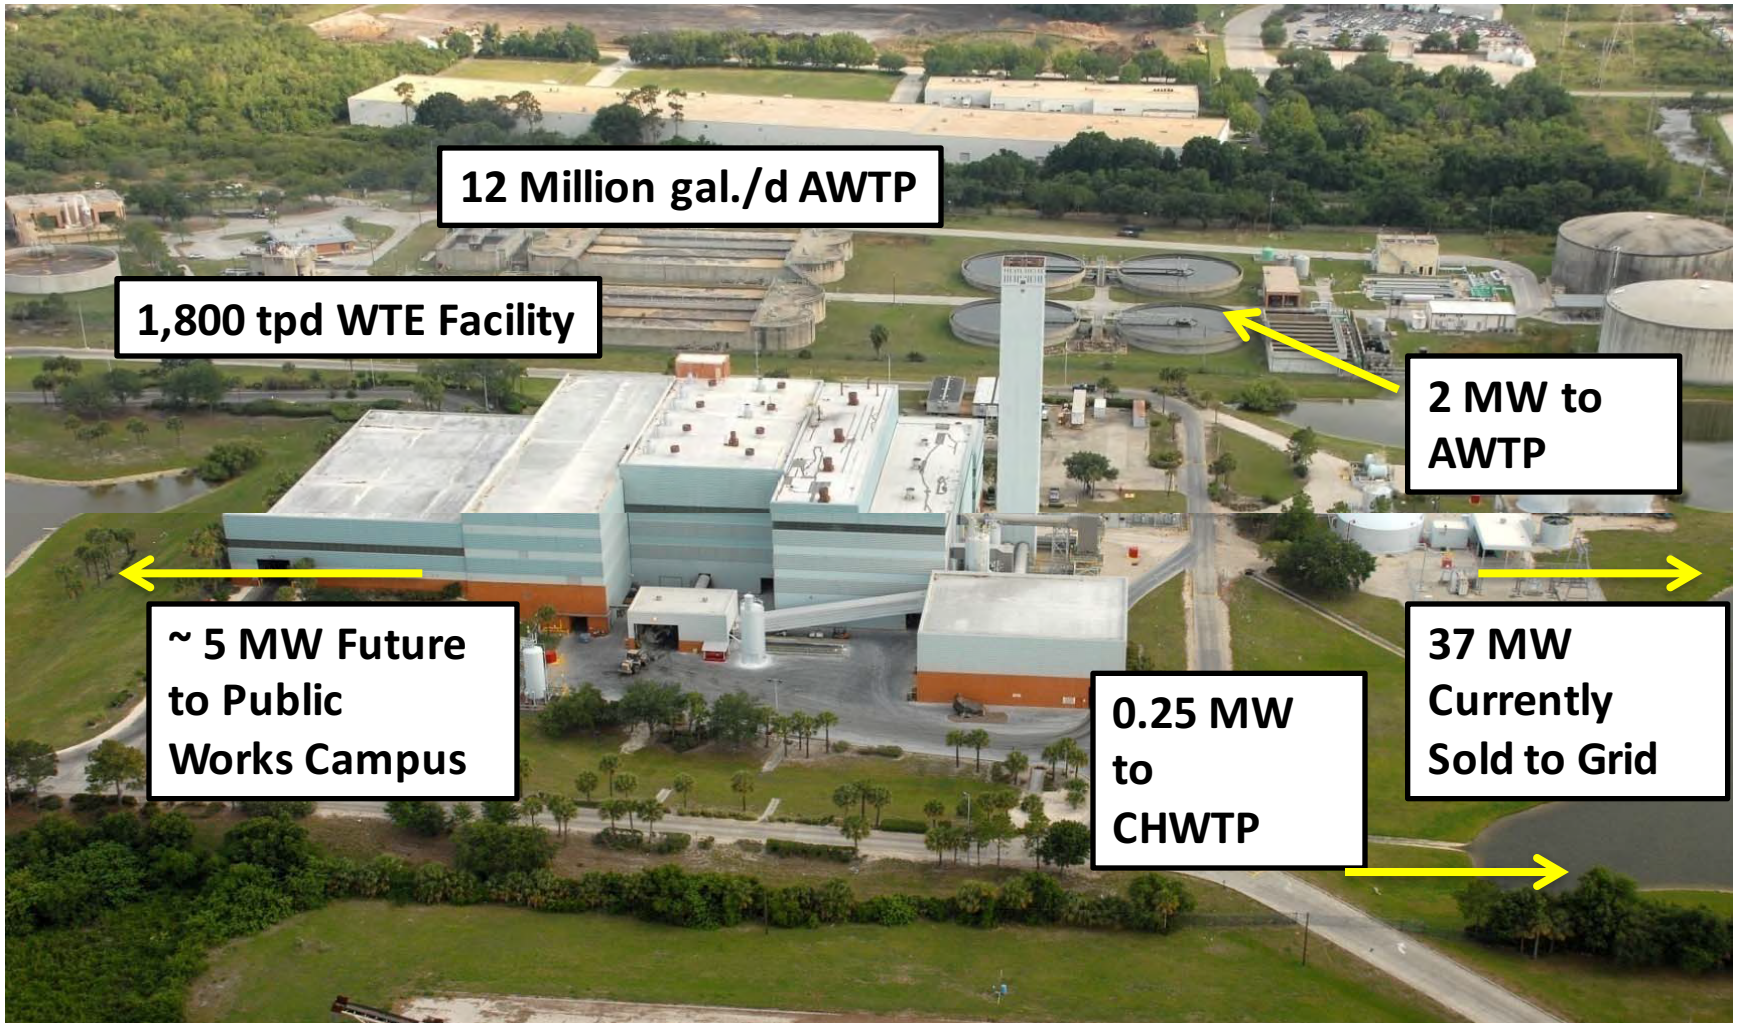 12 Million gal./d AWTP
1,800 tpd WTE Facility
2 MW to
AWTP
~ 5 MW Future
to Public
Works Campus
0.25 MW
to
CHWTP
37 MW
Currently
Sold to Grid